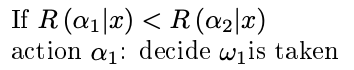 If R (α₁|x) < R (α₂|x)
action α₁: decide ω₁is taken